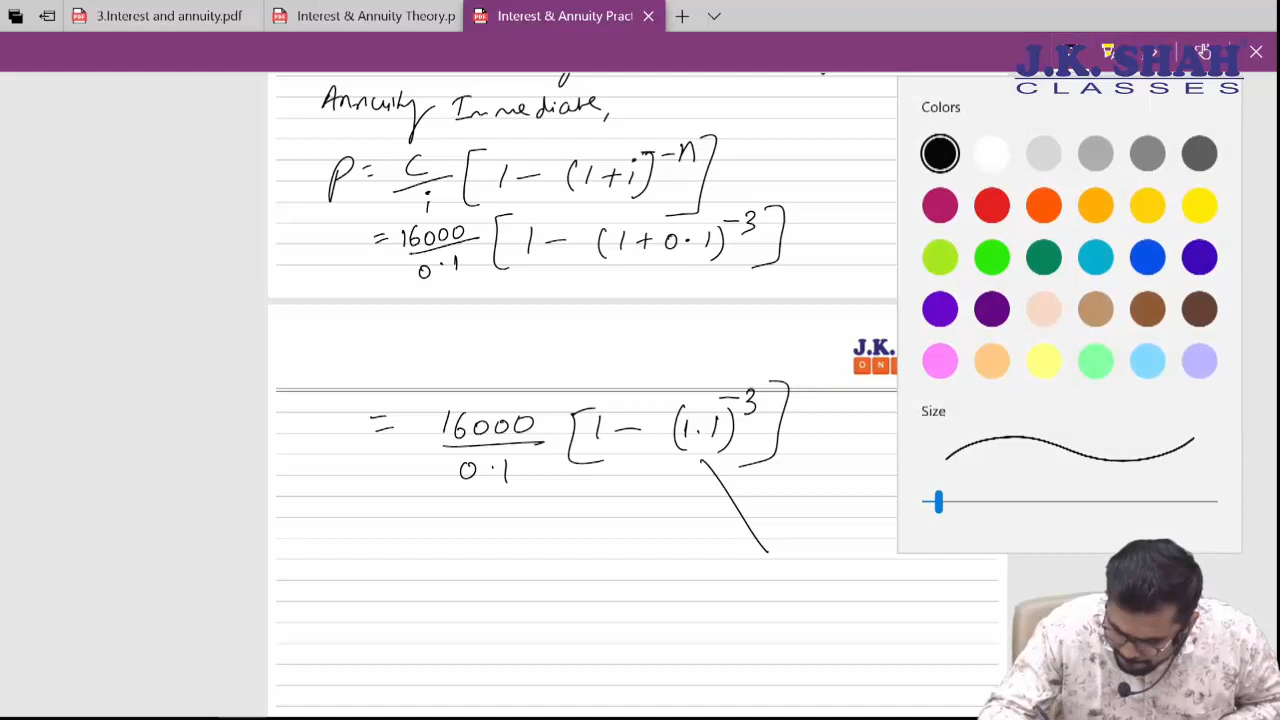 3.Interest and annuity.pdf
Interest & Annuity Theory.p
Interest & Annuity Pract
J.K. SHAH
CLASSES
Annuity Immediate,
P = C/i [1 - (1+i)^-n]
= 16000/0.1 [1 - (1+0.1)^-3]
J.K.
O N
= 16000/0.1 [1 - (1.1)^-3]
Colors
Size